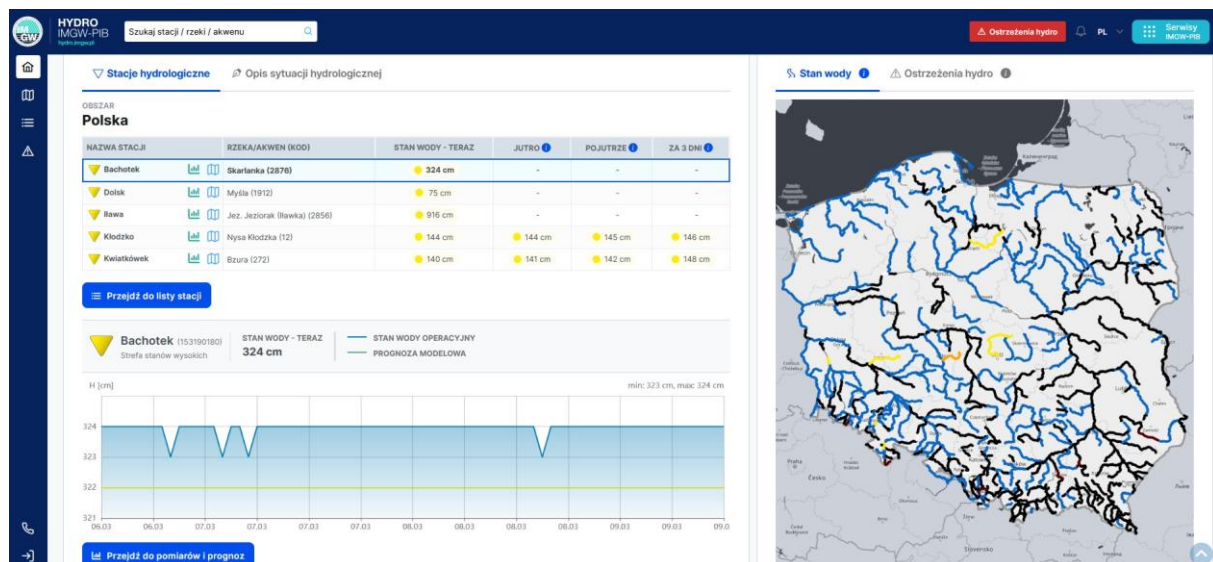 IM
GW
HYDRO
IMGW-PIB
hydro.imgw.pl
Szukaj stacji / rzeki / akwenu
Ostrzeżenia hydro
PL
Serwisy
IMGW-PIB
Stacje hydrologiczne
Opis sytuacji hydrologicznej
OBSZAR
Polska
NAZWA STACJI RZEKA/AKWEN (KOD) STAN WODY - TERAZ JUTRO POJUTRZE ZA 3 DNI
Bachotek Skarlanka (2876) 324 cm - - -
Dolsk Myśla (1912) 75 cm - - -
Iława Jez. Jeziorak (Iławka) (2856) 916 cm - - -
Kłodzko Nysa Kłodzka (12) 144 cm 144 cm 145 cm 146 cm
Kwiatkówek Bzura (272) 140 cm 141 cm 142 cm 148 cm
Przejdź do listy stacji
Bachotek (153190180)
Strefa stanów wysokich
STAN WODY - TERAZ
324 cm
STAN WODY OPERACYJNY
PROGNOZA MODELOWA
H [cm] min: 323 cm, max: 324 cm
324
323
322
321
06.03 06.03 07.03 07.03 07.03 07.03 08.03 08.03 08.03 08.03 09.03 09.03 09.0
Przejdź do pomiarów i prognoz
Stan wody
Ostrzeżenia hydro
Praha
Česko
Brno
Slovensko